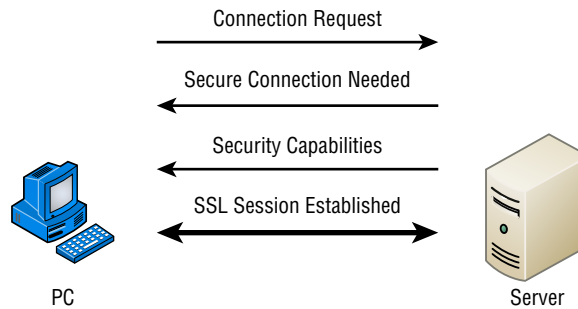 Connection Request
Secure Connection Needed
Security Capabilities
SSL Session Established
PC
Server